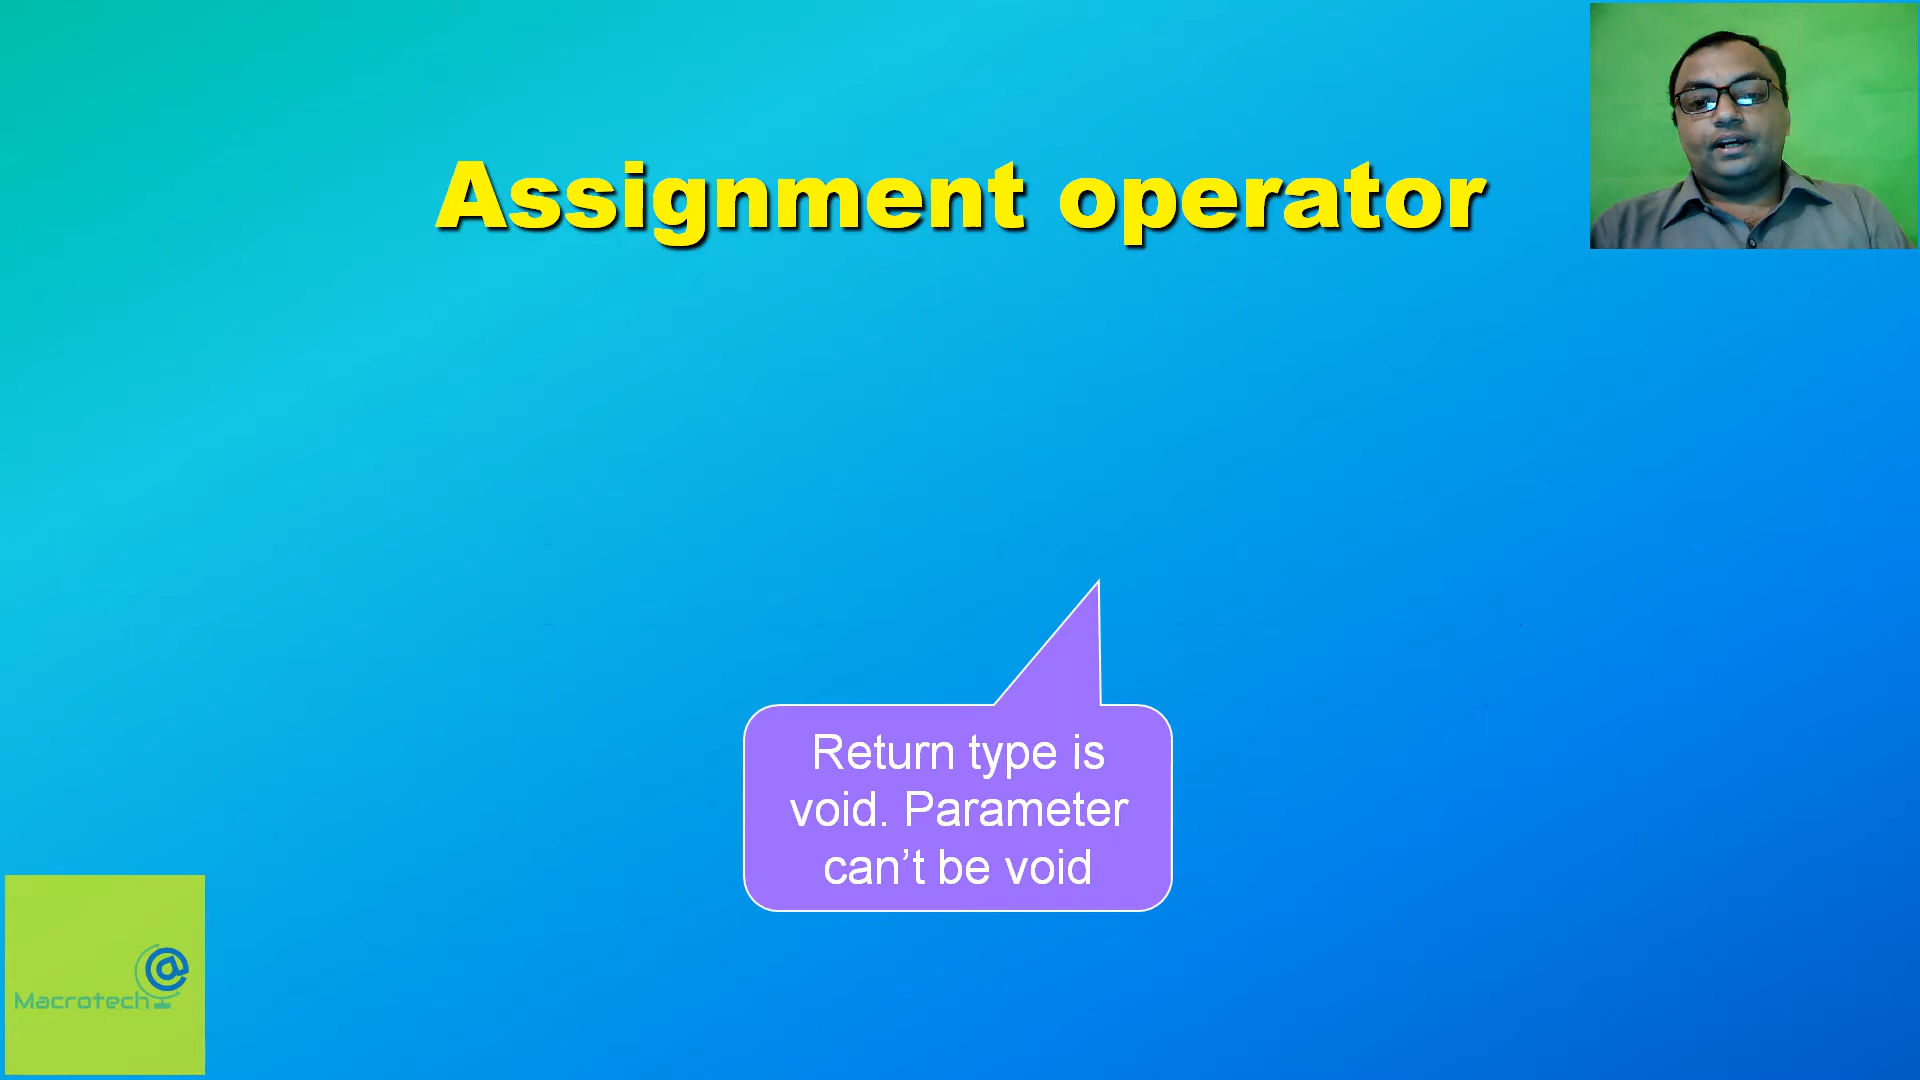 Assignment operator
Return type is
void. Parameter
can’t be void
Macrotech